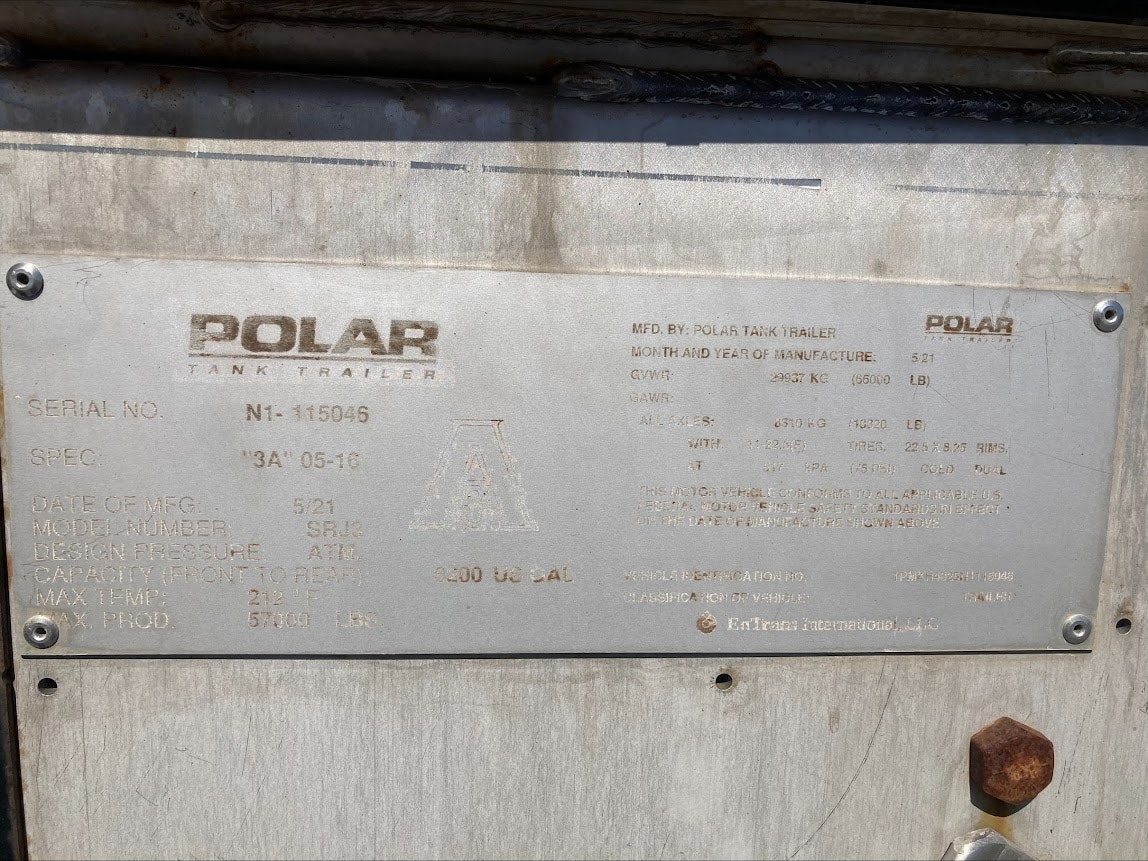 POLAR
TANK TRAILER
SERIAL NO. N1- 115046
SPEC: "3A" 05-16
DATE OF MFG: 5/21
MODEL NUMBER
DESIGN PRESSURE ATM.
CAPACITY (FRONT TO REAR): US GAL
MAX TEMP: 212 °F
MAX. PROD. 57000 LBS.
A
POLAR
TANK TRAILER
MFD. BY: POLAR TANK TRAILER
MONTH AND YEAR OF MANUFACTURE: 5 21
GVWR: 29937 KG (66000 LB)
GAWR:
ALL AXLES: KG LB)
WITH TIRES, 22.5 X 8.25 RIMS,
AT KPA (75 PSI) COLD DUAL
THIS MOTOR VEHICLE CONFORMS TO ALL APPLICABLE U.S.
FEDERAL MOTOR VEHICLE SAFETY STANDARDS IN EFFECT
ON THE DATE OF MANUFACTURE SHOWN ABOVE.
VEHICLE IDENTIFICATION NO.
CLASSIFICATION OF VEHICLE: TRAILER
EnTrans International, LLC